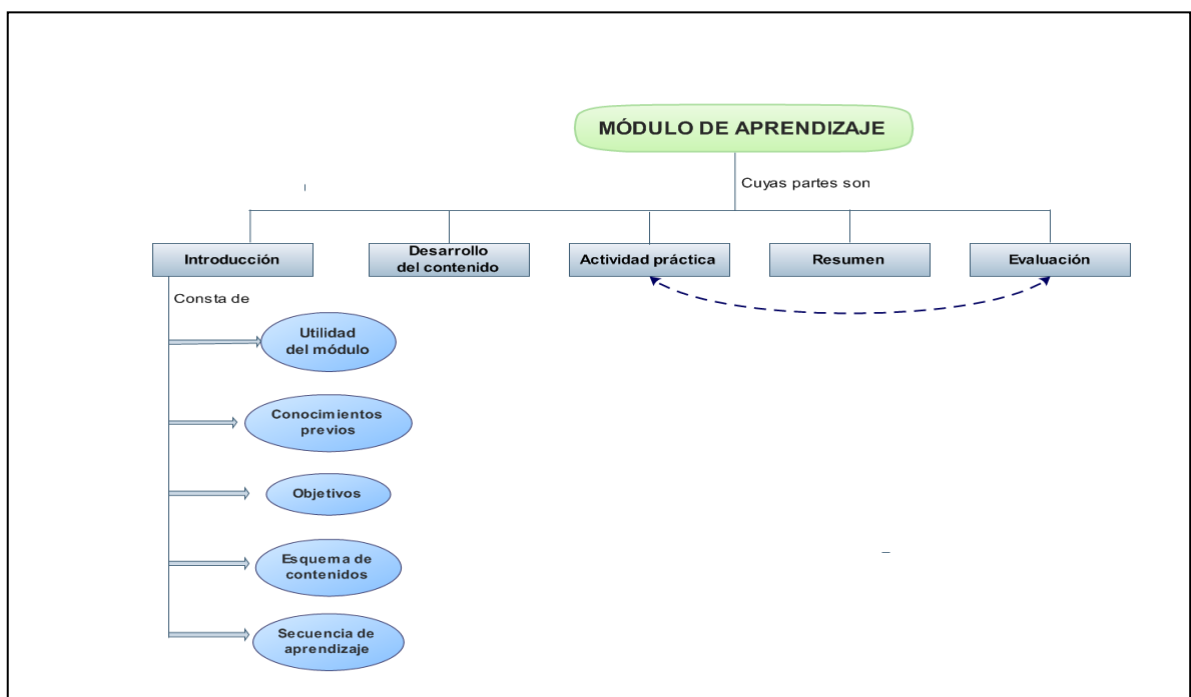 MÓDULO DE APRENDIZAJE
Cuyas partes son
Introducción
Desarrollo
del contenido
Actividad práctica
Resumen
Evaluación
Consta de
Utilidad
del módulo
Conocimientos
previos
Objetivos
Esquema de
contenidos
Secuencia de
aprendizaje